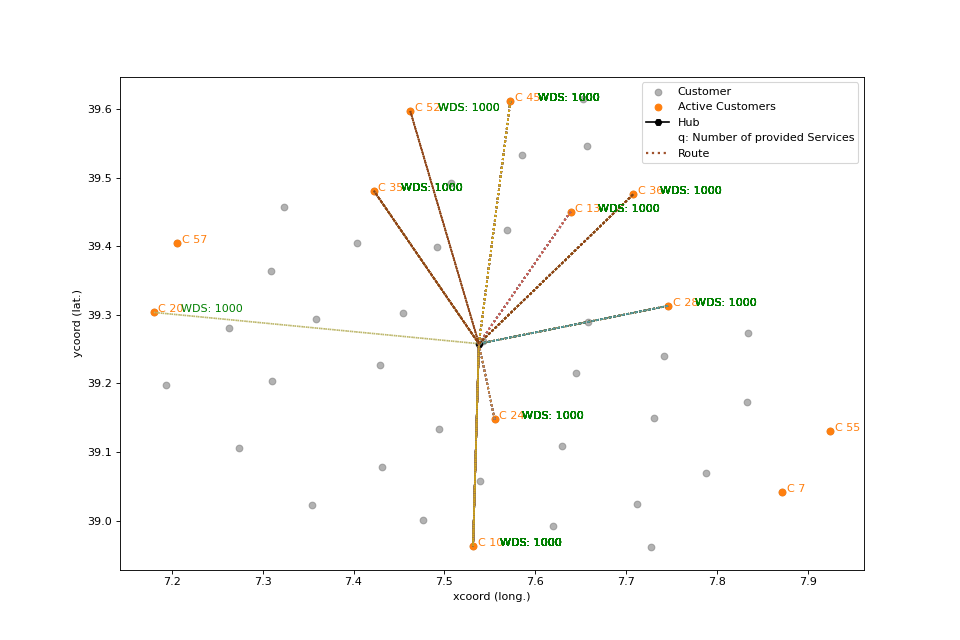 Customer
Active Customers
Hub
q: Number of provided Services
Route
C 45 WDS: 1000
C 52 WDS: 1000
C 35 WDS: 1000
C 36 WDS: 1000
C 13 WDS: 1000
C 57
C 20 WDS: 1000
C 28 WDS: 1000
C 24 WDS: 1000
C 55
C 7
C 10 WDS: 1000
39.6
39.5
39.4
39.3
39.2
39.1
39.0
ycoord (lat.)
7.2 7.3 7.4 7.5 7.6 7.7 7.8 7.9
xcoord (long.)